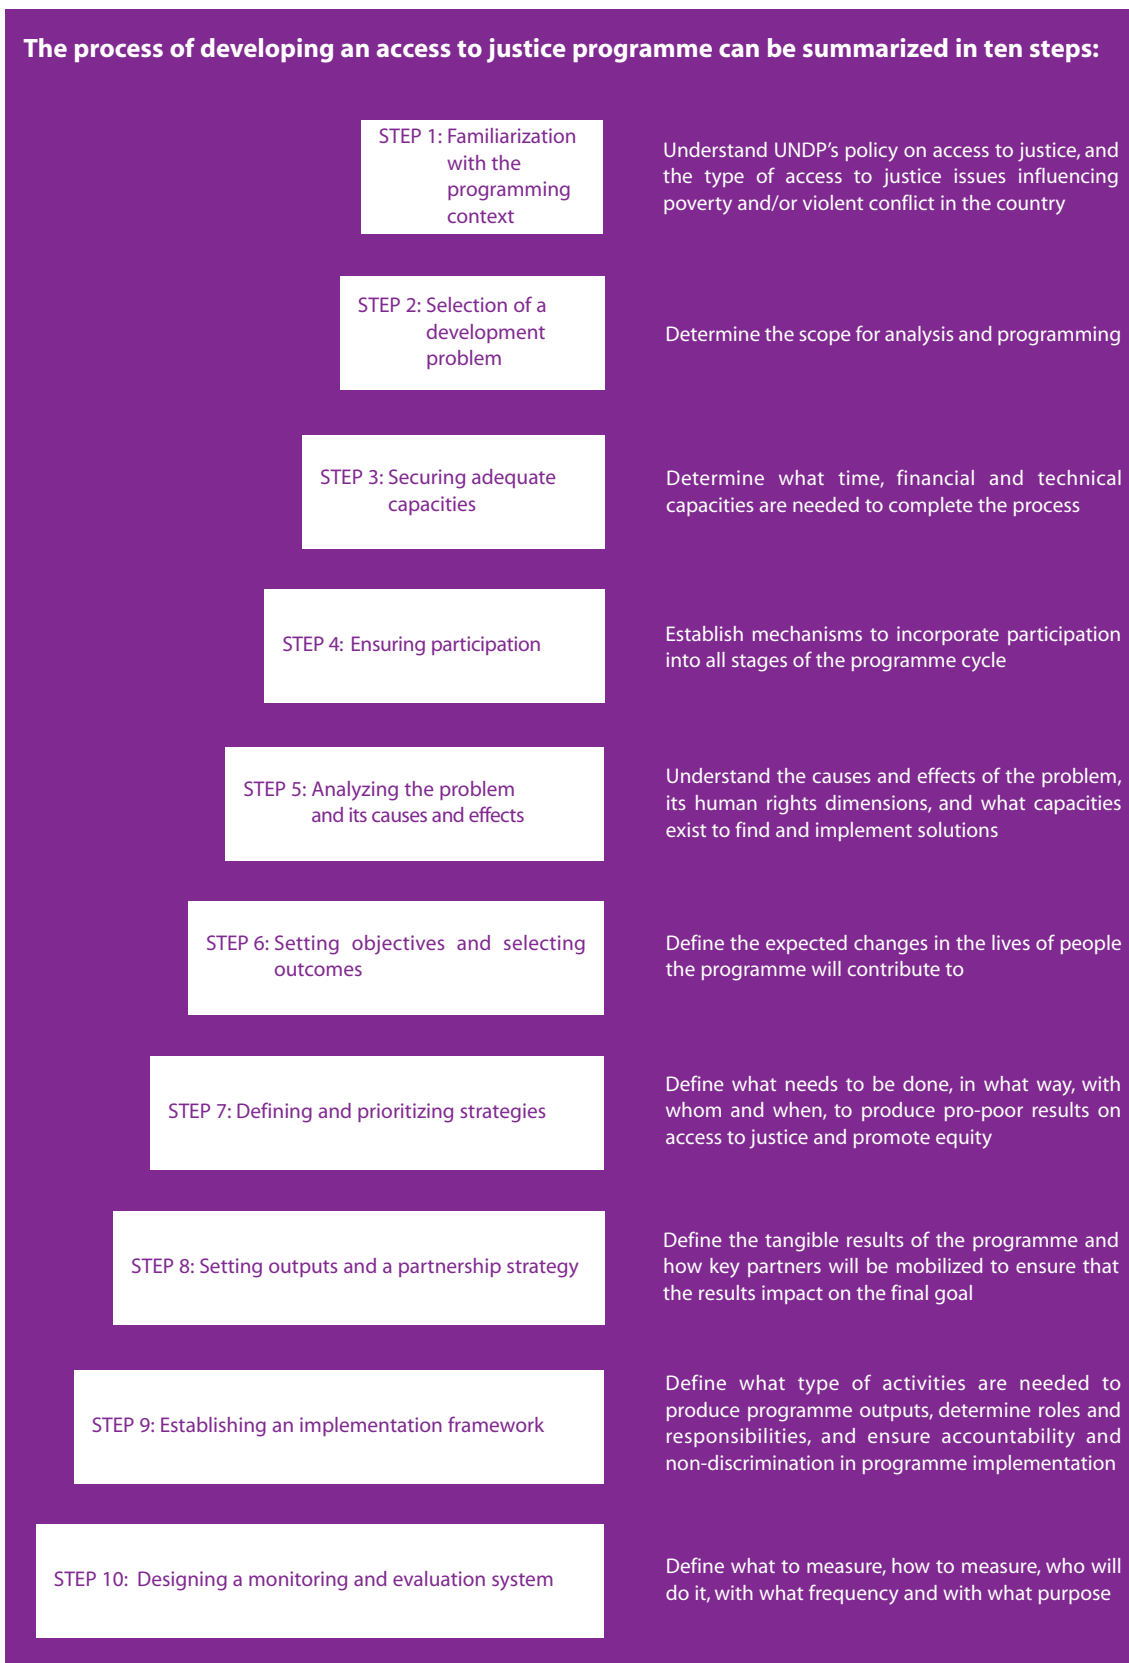 The process of developing an access to justice programme can be summarized in ten steps:
STEP 1: Familiarization
with the
programming
context
Understand UNDP’s policy on access to justice, and
the type of access to justice issues influencing
poverty and/or violent conflict in the country
STEP 2: Selection of a
development
problem
Determine the scope for analysis and programming
STEP 3: Securing adequate
capacities
Determine what time, financial and technical
capacities are needed to complete the process
STEP 4: Ensuring participation
Establish mechanisms to incorporate participation
into all stages of the programme cycle
STEP 5: Analyzing the problem
and its causes and effects
Understand the causes and effects of the problem,
its human rights dimensions, and what capacities
exist to find and implement solutions
STEP 6: Setting objectives and selecting
outcomes
Define the expected changes in the lives of people
the programme will contribute to
STEP 7: Defining and prioritizing strategies
Define what needs to be done, in what way, with
whom and when, to produce pro-poor results on
access to justice and promote equity
STEP 8: Setting outputs and a partnership strategy
Define the tangible results of the programme and
how key partners will be mobilized to ensure that
the results impact on the final goal
STEP 9: Establishing an implementation framework
Define what type of activities are needed to
produce programme outputs, determine roles and
responsibilities, and ensure accountability and
non-discrimination in programme implementation
STEP 10: Designing a monitoring and evaluation system
Define what to measure, how to measure, who will
do it, with what frequency and with what purpose